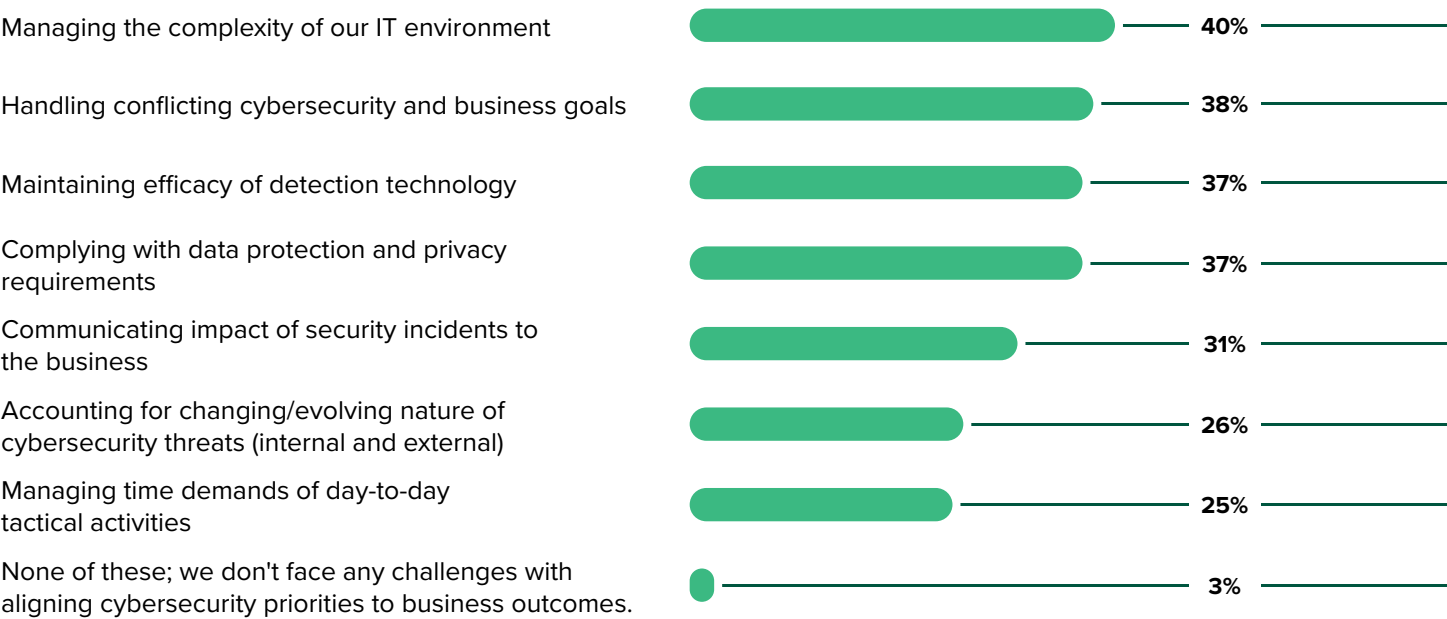 Managing the complexity of our IT environment 40%
Handling conflicting cybersecurity and business goals 38%
Maintaining efficacy of detection technology 37%
Complying with data protection and privacy
requirements 37%
Communicating impact of security incidents to
the business 31%
Accounting for changing/evolving nature of
cybersecurity threats (internal and external) 26%
Managing time demands of day-to-day
tactical activities 25%
None of these; we don't face any challenges with
aligning cybersecurity priorities to business outcomes. 3%